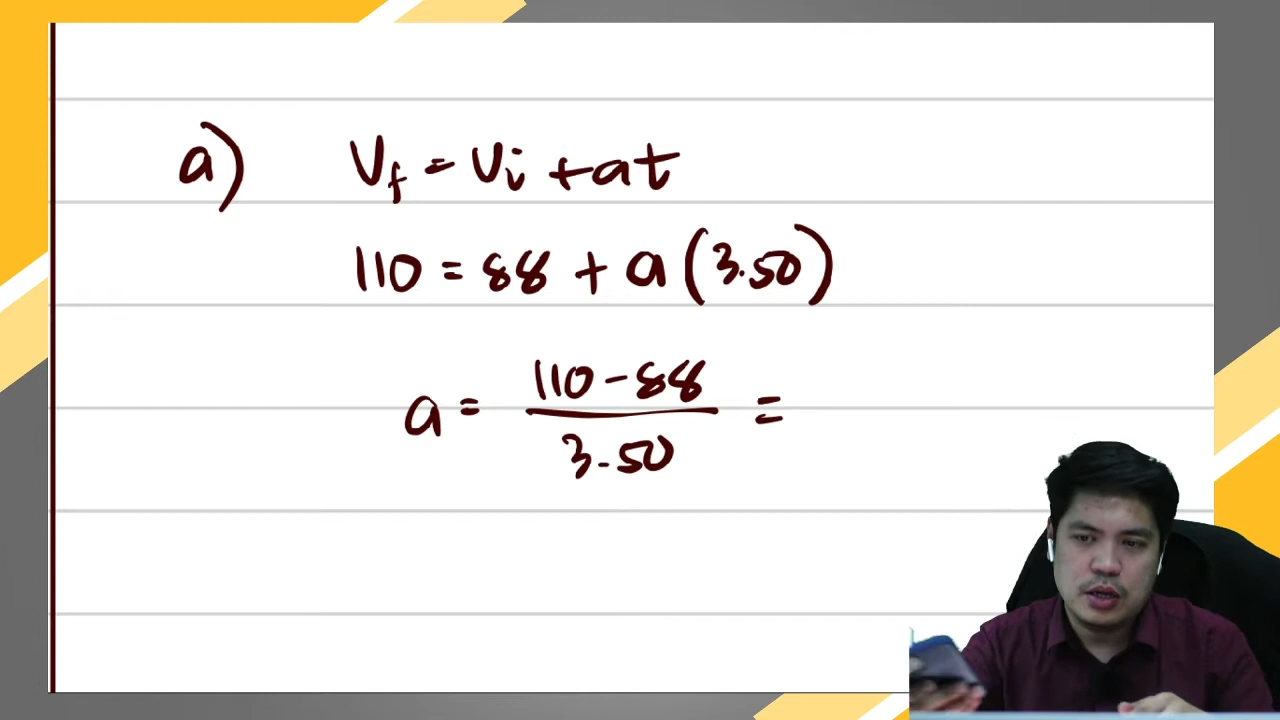 a) Vf = Vi + at
110 = 88 + a(3.50)
a = 110 - 88 / 3.50 =